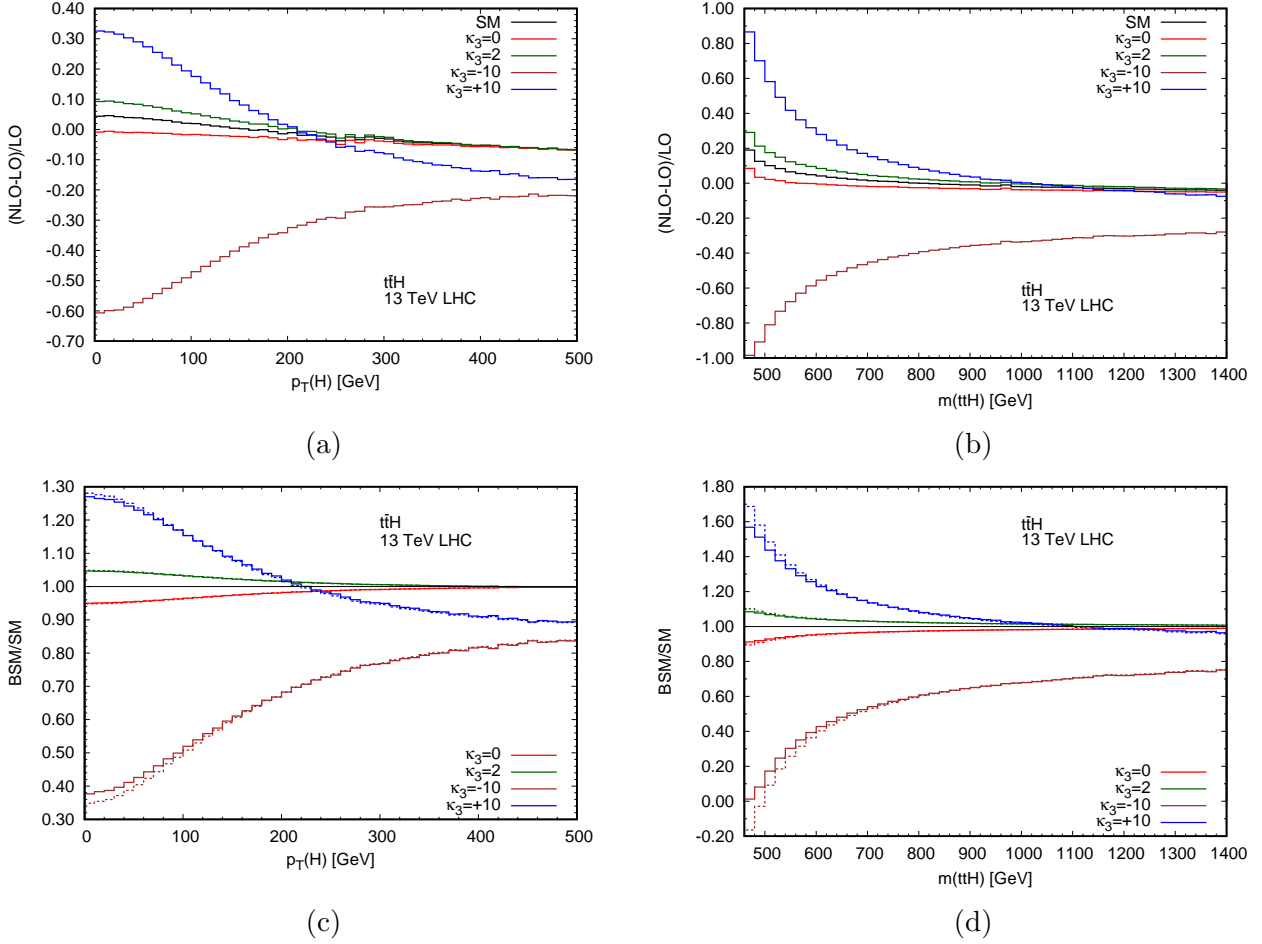 (NLO-LO)/LO
0.40
0.30
0.20
0.10
0.00
-0.10
-0.20
-0.30
-0.40
-0.50
-0.60
-0.70
SM
κ3=0
κ3=2
κ3=-10
κ3=+10
tt̄H
13 TeV LHC
0 100 200 300 400 500
pT(H) [GeV]
(a)
(NLO-LO)/LO
1.00
0.80
0.60
0.40
0.20
0.00
-0.20
-0.40
-0.60
-0.80
-1.00
SM
κ3=0
κ3=2
κ3=-10
κ3=+10
tt̄H
13 TeV LHC
500 600 700 800 900 1000 1100 1200 1300 1400
m(ttH) [GeV]
(b)
BSM/SM
1.30
1.20
1.10
1.00
0.90
0.80
0.70
0.60
0.50
0.40
0.30
tt̄H
13 TeV LHC
κ3=0
κ3=2
κ3=-10
κ3=+10
0 100 200 300 400 500
pT(H) [GeV]
(c)
BSM/SM
1.80
1.60
1.40
1.20
1.00
0.80
0.60
0.40
0.20
0.00
-0.20
tt̄H
13 TeV LHC
κ3=0
κ3=2
κ3=-10
κ3=+10
500 600 700 800 900 1000 1100 1200 1300 1400
m(ttH) [GeV]
(d)